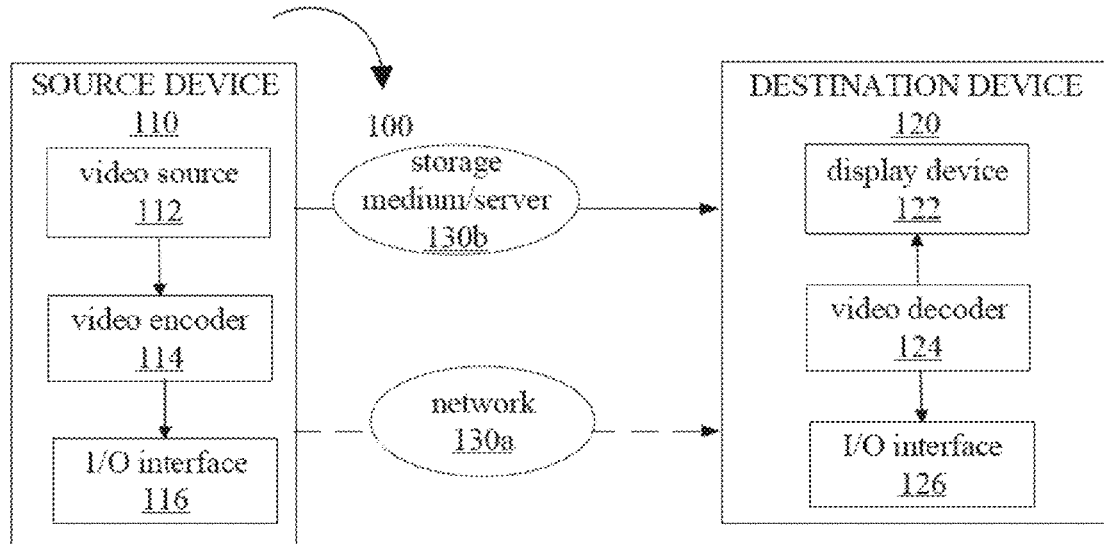 SOURCE DEVICE
110
video source
112
video encoder
114
I/O interface
116
100
storage
medium/server
130b
network
130a
DESTINATION DEVICE
120
display device
122
video decoder
124
I/O interface
126